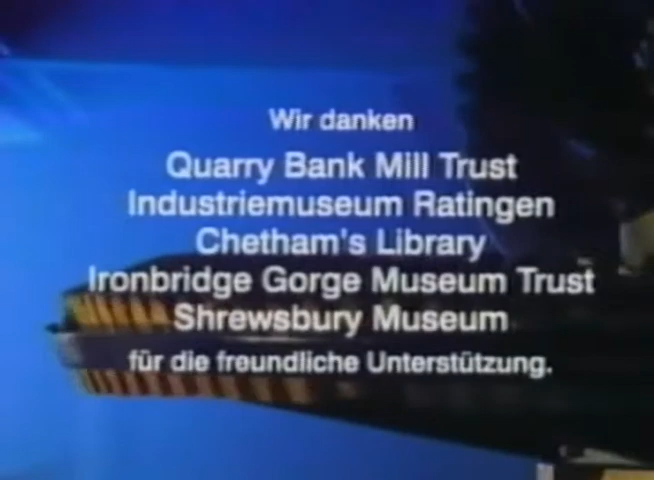 Wir danken
Quarry Bank Mill Trust
Industriemuseum Ratingen
Chetham's Library
Ironbridge Gorge Museum Trust
Shrewsbury Museum
für die freundliche Unterstützung.